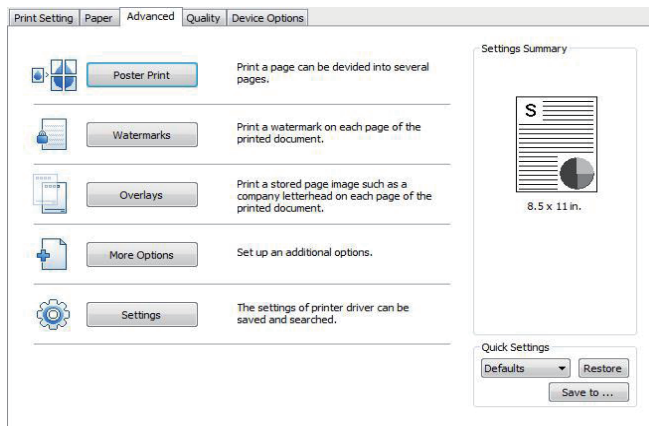 Print Setting Paper Advanced Quality Device Options
Poster Print
Print a page can be devided into several
pages.
Watermarks
Print a watermark on each page of the
printed document.
Overlays
Print a stored page image such as a
company letterhead on each page of the
printed document.
More Options
Set up an additional options.
Settings
The settings of printer driver can be
saved and searched.
Settings Summary
S
8.5 x 11 in.
Quick Settings
Defaults Restore
Save to ...